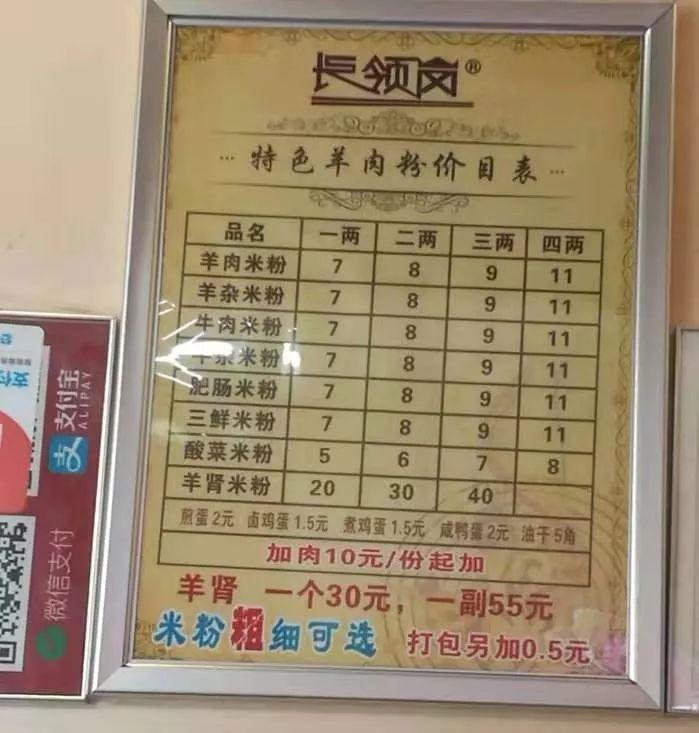 长领岗®
特色羊肉粉价目表
品名 一两 二两 三两 四两
羊肉米粉 7 8 9 11
羊杂米粉 7 8 9 11
牛肉米粉 7 8 9 11
牛杂米粉 7 8 9 11
肥肠米粉 7 8 9 11
三鲜米粉 7 8 9 11
酸菜米粉 5 6 7 8
羊肾米粉 20 30 40
煎蛋2元 卤鸡蛋1.5元 煮鸡蛋1.5元 咸鸭蛋2元 油干5角
加肉10元/份起加
羊肾 一个30元，一副55元
米粉粗细可选 打包另加0.5元
支付宝
ALIPAY
支
微信支付